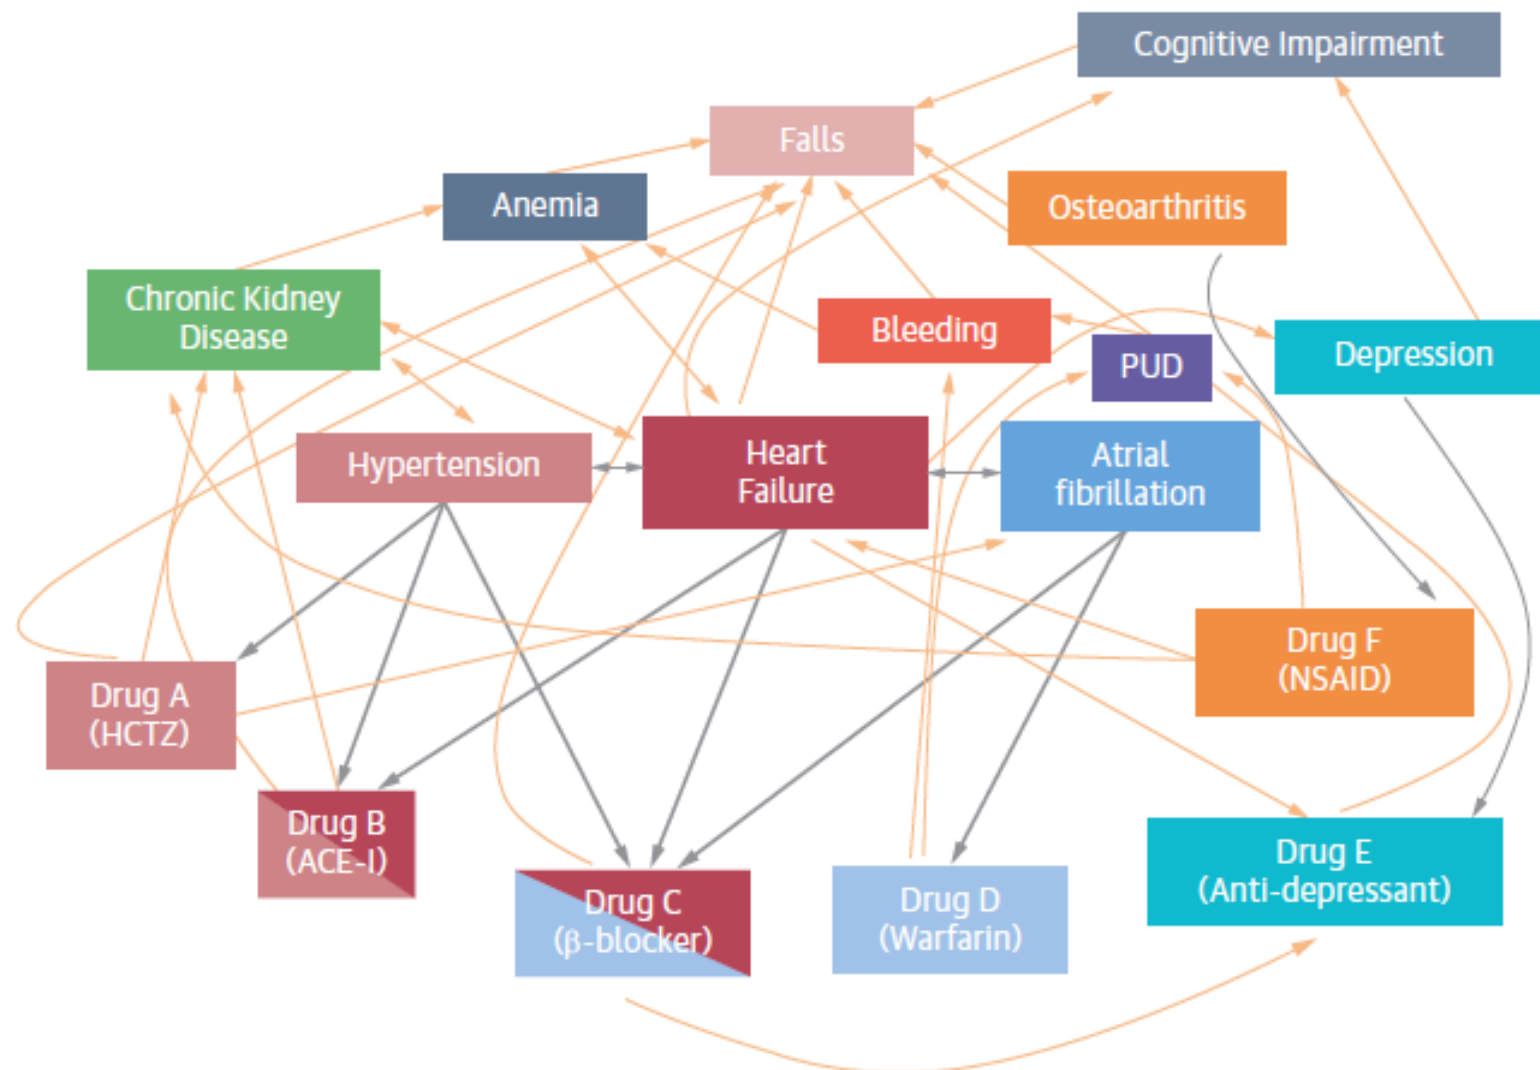 Cognitive Impairment
Falls
Anemia
Osteoarthritis
Chronic Kidney
Disease
Bleeding
PUD
Depression
Hypertension
Heart
Failure
Atrial
fibrillation
Drug A
(HCTZ)
Drug F
(NSAID)
Drug B
(ACE-I)
Drug C
(β-blocker)
Drug D
(Warfarin)
Drug E
(Anti-depressant)